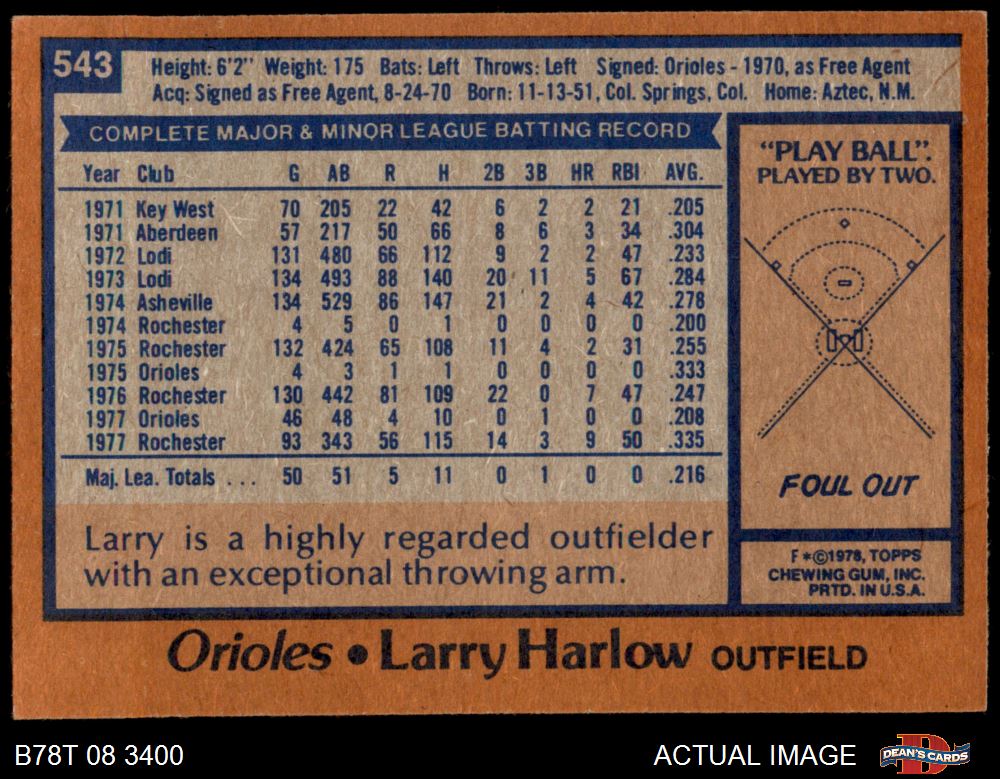 543
Height: 6'2" Weight: 175 Bats: Left Throws: Left Signed: Orioles - 1970, as Free Agent
Acq: Signed as Free Agent, 8-24-70 Born: 11-13-51, Col. Springs, Col. Home: Aztec, N.M.
COMPLETE MAJOR & MINOR LEAGUE BATTING RECORD
Year Club G AB R H 2B 3B HR RBI AVG.
1971 Key West 70 205 22 42 6 2 2 21 .205
1971 Aberdeen 57 217 50 66 8 6 3 34 .304
1972 Lodi 131 480 66 112 9 2 2 47 .233
1973 Lodi 134 493 88 140 20 11 5 67 .284
1974 Asheville 134 529 86 147 21 2 4 42 .278
1974 Rochester 4 5 0 1 0 0 0 0 .200
1975 Rochester 132 424 65 108 11 4 2 31 .255
1975 Orioles 4 3 1 1 0 0 0 0 .333
1976 Rochester 130 442 81 109 22 0 7 47 .247
1977 Orioles 46 48 4 10 0 1 0 0 .208
1977 Rochester 93 343 56 115 14 3 9 50 .335
Maj. Lea. Totals . . . 50 51 5 11 0 1 0 0 .216
Larry is a highly regarded outfielder
with an exceptional throwing arm.
"PLAY BALL".
PLAYED BY TWO.
FOUL OUT
F*©1978, TOPPS
CHEWING GUM, INC.
PRTD. IN U.S.A.
Orioles • Larry Harlow OUTFIELD
B78T 08 3400
ACTUAL IMAGE
DEAN'S CARDS